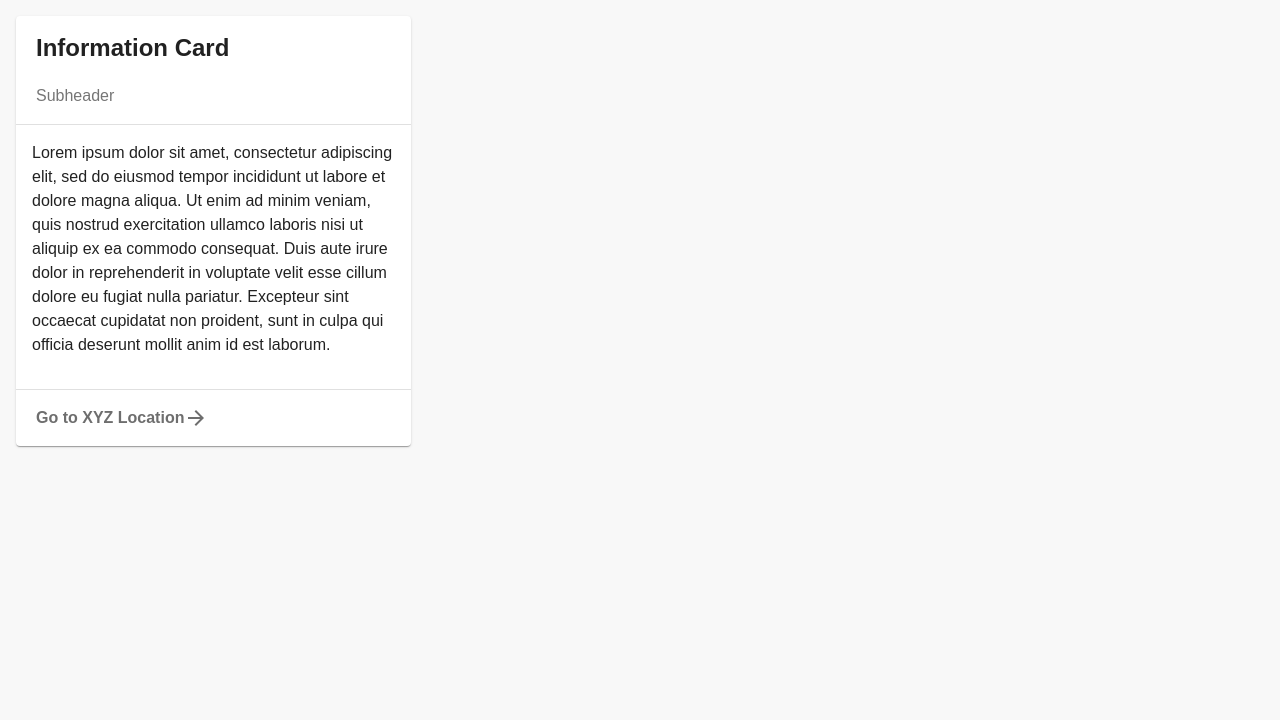 Information Card
Subheader
Lorem ipsum dolor sit amet, consectetur adipiscing
elit, sed do eiusmod tempor incididunt ut labore et
dolore magna aliqua. Ut enim ad minim veniam,
quis nostrud exercitation ullamco laboris nisi ut
aliquip ex ea commodo consequat. Duis aute irure
dolor in reprehenderit in voluptate velit esse cillum
dolore eu fugiat nulla pariatur. Excepteur sint
occaecat cupidatat non proident, sunt in culpa qui
officia deserunt mollit anim id est laborum.
Go to XYZ Location